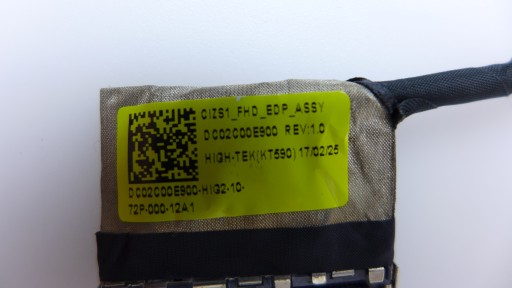 CIZS1_FHD_EDP_ASSY
DC02C00E900 REV:1.0
HIGH-TEK(KT590) 17/02/25
DC02C00E900-HIG2-10-
72P-000-12A1